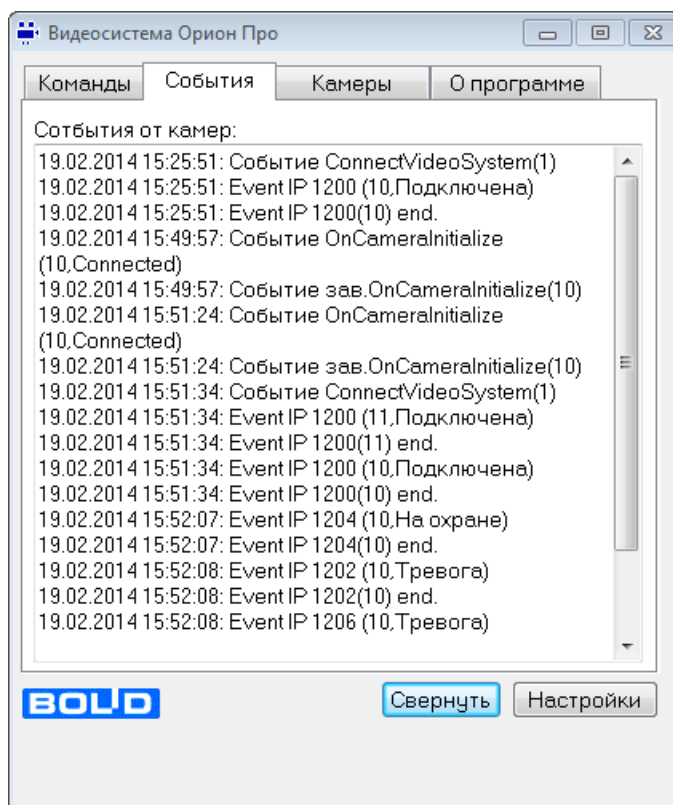 Видеосистема Орион Про
Команды
События
Камеры
О программе
Сотбытия от камер:
19.02.2014 15:25:51: Событие ConnectVideoSystem(1)
19.02.2014 15:25:51: Event IP 1200 (10,Подключена)
19.02.2014 15:25:51: Event IP 1200(10) end.
19.02.2014 15:49:57: Событие OnCameraInitialize
(10,Connected)
19.02.2014 15:49:57: Событие зав.OnCameraInitialize(10)
19.02.2014 15:51:24: Событие OnCameraInitialize
(10,Connected)
19.02.2014 15:51:24: Событие зав.OnCameraInitialize(10)
19.02.2014 15:51:34: Событие ConnectVideoSystem(1)
19.02.2014 15:51:34: Event IP 1200 (11,Подключена)
19.02.2014 15:51:34: Event IP 1200(11) end.
19.02.2014 15:51:34: Event IP 1200 (10,Подключена)
19.02.2014 15:51:34: Event IP 1200(10) end.
19.02.2014 15:52:07: Event IP 1204 (10,На охране)
19.02.2014 15:52:07: Event IP 1204(10) end.
19.02.2014 15:52:08: Event IP 1202 (10,Тревога)
19.02.2014 15:52:08: Event IP 1202(10) end.
19.02.2014 15:52:08: Event IP 1206 (10,Тревога)
BOLID
Свернуть
Настройки